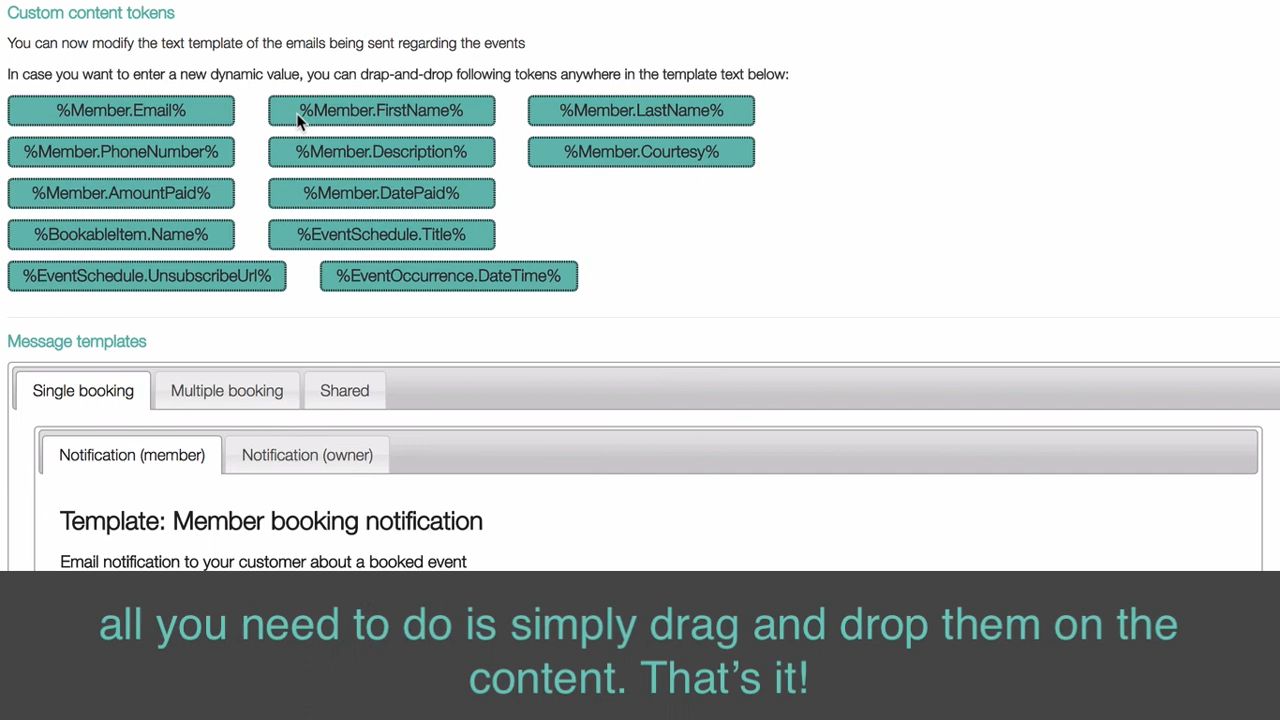 Custom content tokens
You can now modify the text template of the emails being sent regarding the events
In case you want to enter a new dynamic value, you can drap-and-drop following tokens anywhere in the template text below:
%Member.Email% %Member.FirstName% %Member.LastName%
%Member.PhoneNumber% %Member.Description% %Member.Courtesy%
%Member.AmountPaid% %Member.DatePaid%
%BookableItem.Name% %EventSchedule.Title%
%EventSchedule.UnsubscribeUrl% %EventOccurrence.DateTime%
Message templates
Single booking Multiple booking Shared
Notification (member) Notification (owner)
Template: Member booking notification
Email notification to your customer about a booked event
all you need to do is simply drag and drop them on the
content. That’s it!